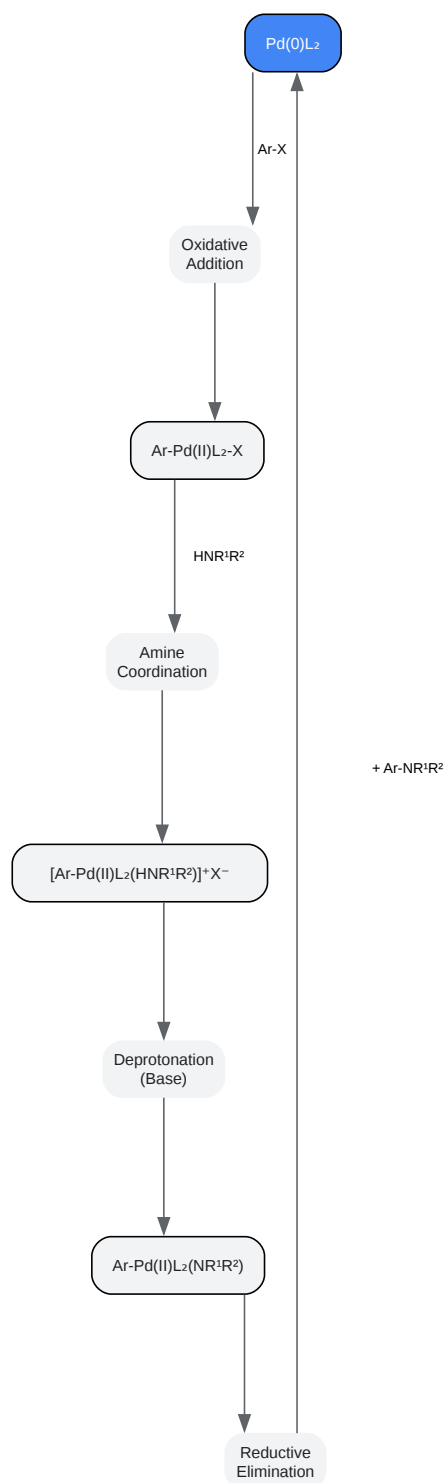 Pd(0)L₂
Ar-X
Oxidative
Addition
Ar-Pd(II)L₂-X
HNR¹R²
Amine
Coordination
+ Ar-NR¹R²
[Ar-Pd(II)L₂(HNR¹R²)]⁺X⁻
Deprotonation
(Base)
Ar-Pd(II)L₂(NR¹R²)
Reductive
Elimination